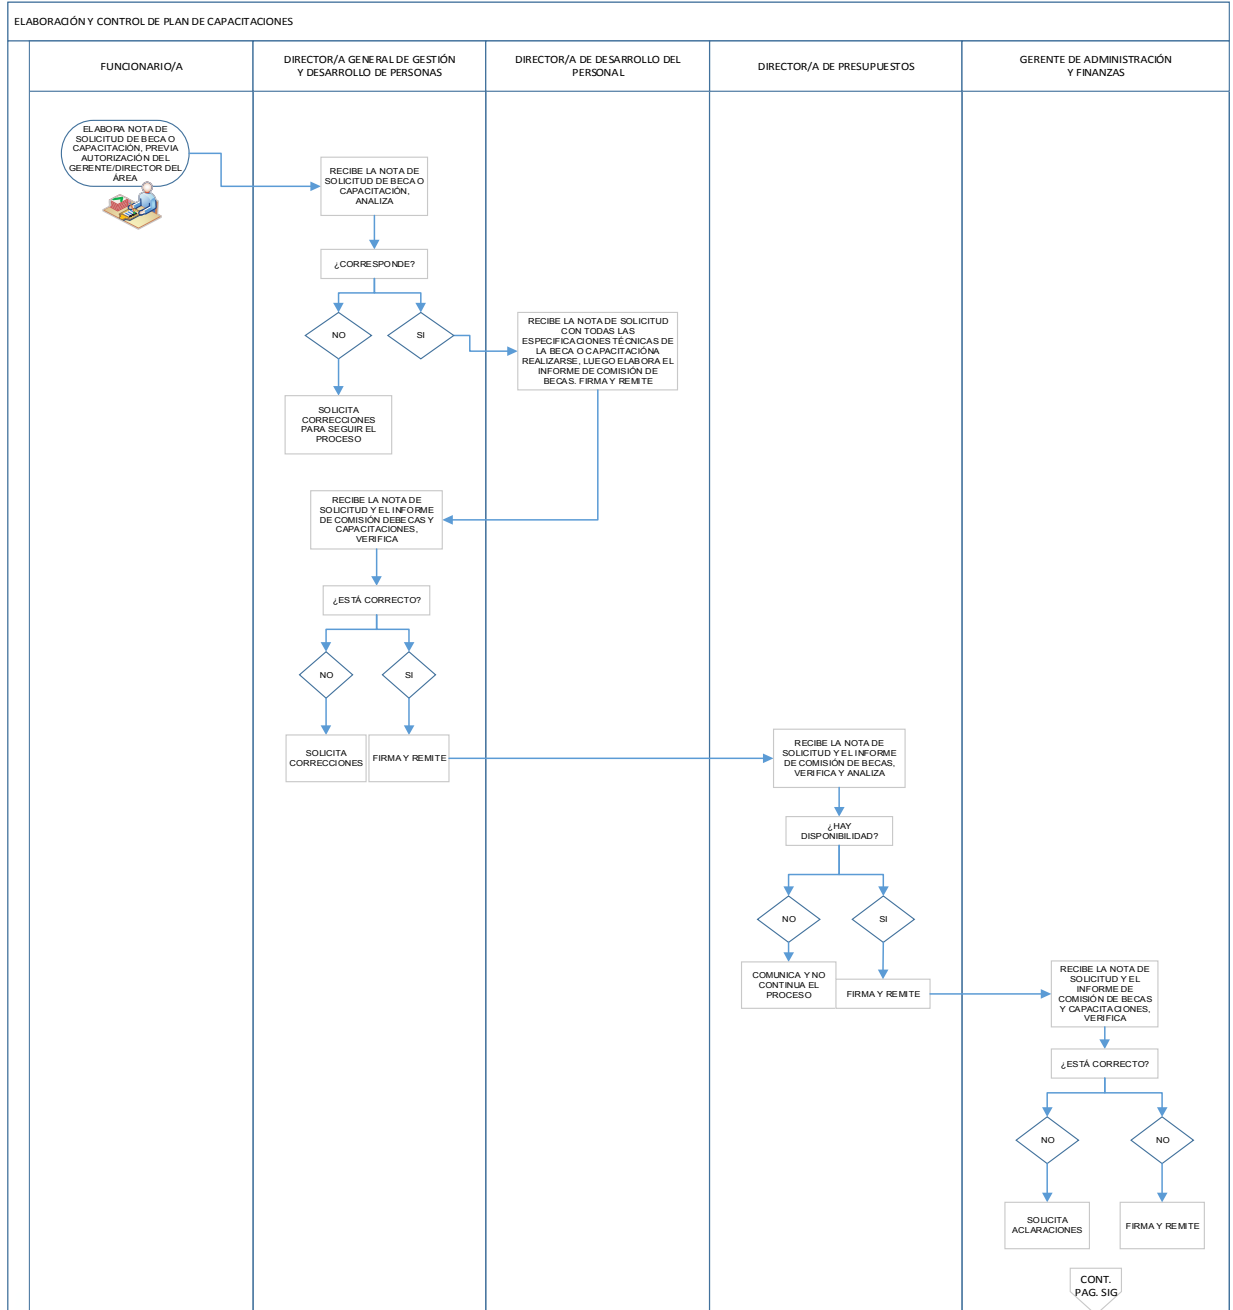 ELABORACIÓN Y CONTROL DE PLAN DE CAPACITACIONES
FUNCIONARIO/A
DIRECTOR/A GENERAL DE GESTIÓN
Y DESARROLLO DE PERSONAS
DIRECTOR/A DE DESARROLLO DEL
PERSONAL
DIRECTOR/A DE PRESUPUESTOS
GERENTE DE ADMINISTRACIÓN
Y FINANZAS
ELABORA NOTA DE
SOLICITUD DE BECA O
CAPACITACIÓN, PREVIA
AUTORIZACIÓN DEL
GERENTE/DIRECTOR DEL
ÁREA
RECIBE LA NOTA DE
SOLICITUD DE BECA O
CAPACITACIÓN,
ANALIZA
¿CORRESPONDE?
NO
SI
RECIBE LA NOTA DE SOLICITUD
CON TODAS LAS
ESPECIFICACIONES TÉCNICAS DE
LA BECA O CAPACITACIÓNA
REALIZARSE, LUEGO ELABORA EL
INFORME DE COMISIÓN DE
BECAS. FIRMA Y REMITE
SOLICITA
CORRECCIONES
PARA SEGUIR EL
PROCESO
RECIBE LA NOTA DE
SOLICITUD Y EL INFORME
DE COMISIÓN DEBECAS Y
CAPACITACIONES,
VERIFICA
¿ESTÁ CORRECTO?
NO
SI
SOLICITA
CORRECCIONES
FIRMA Y REMITE
RECIBE LA NOTA DE
SOLICITUD Y EL INFORME
DE COMISIÓN DE BECAS,
VERIFICA Y ANALIZA
¿HAY
DISPONIBILIDAD?
NO
SI
COMUNICA Y NO
CONTINUA EL
PROCESO
FIRMA Y REMITE
RECIBE LA NOTA DE
SOLICITUD Y EL
INFORME DE
COMISIÓN DE BECAS
Y CAPACITACIONES,
VERIFICA
¿ESTÁ CORRECTO?
NO
NO
SOLICITA
ACLARACIONES
FIRMA Y REMITE
CONT.
PAG. SIG